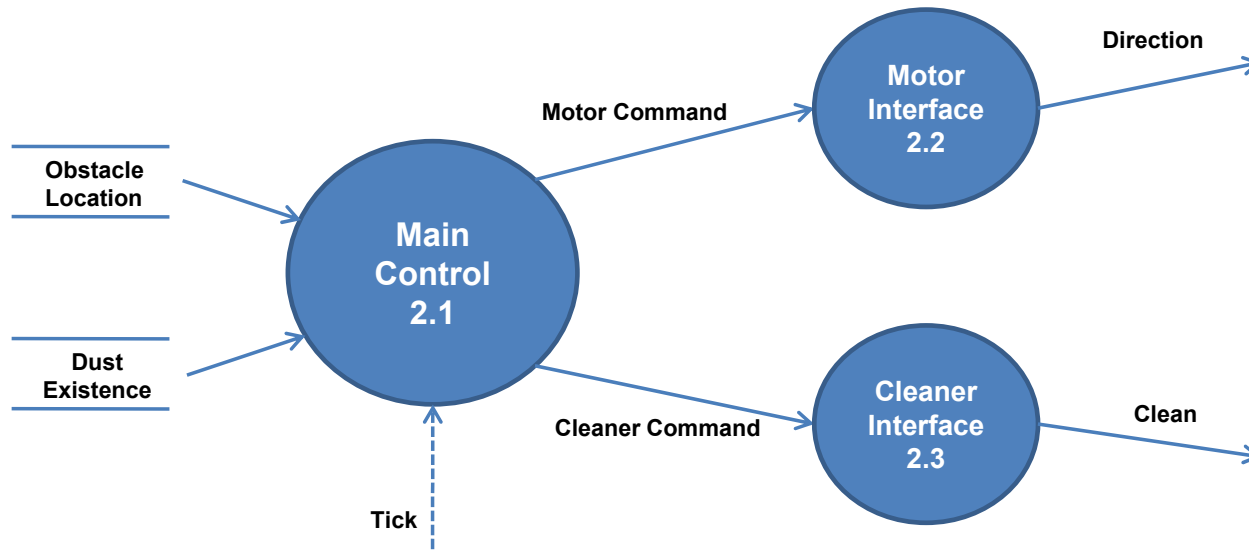 Obstacle
Location
Dust
Existence
Main
Control
2.1
Tick
Motor Command
Cleaner Command
Motor
Interface
2.2
Cleaner
Interface
2.3
Direction
Clean